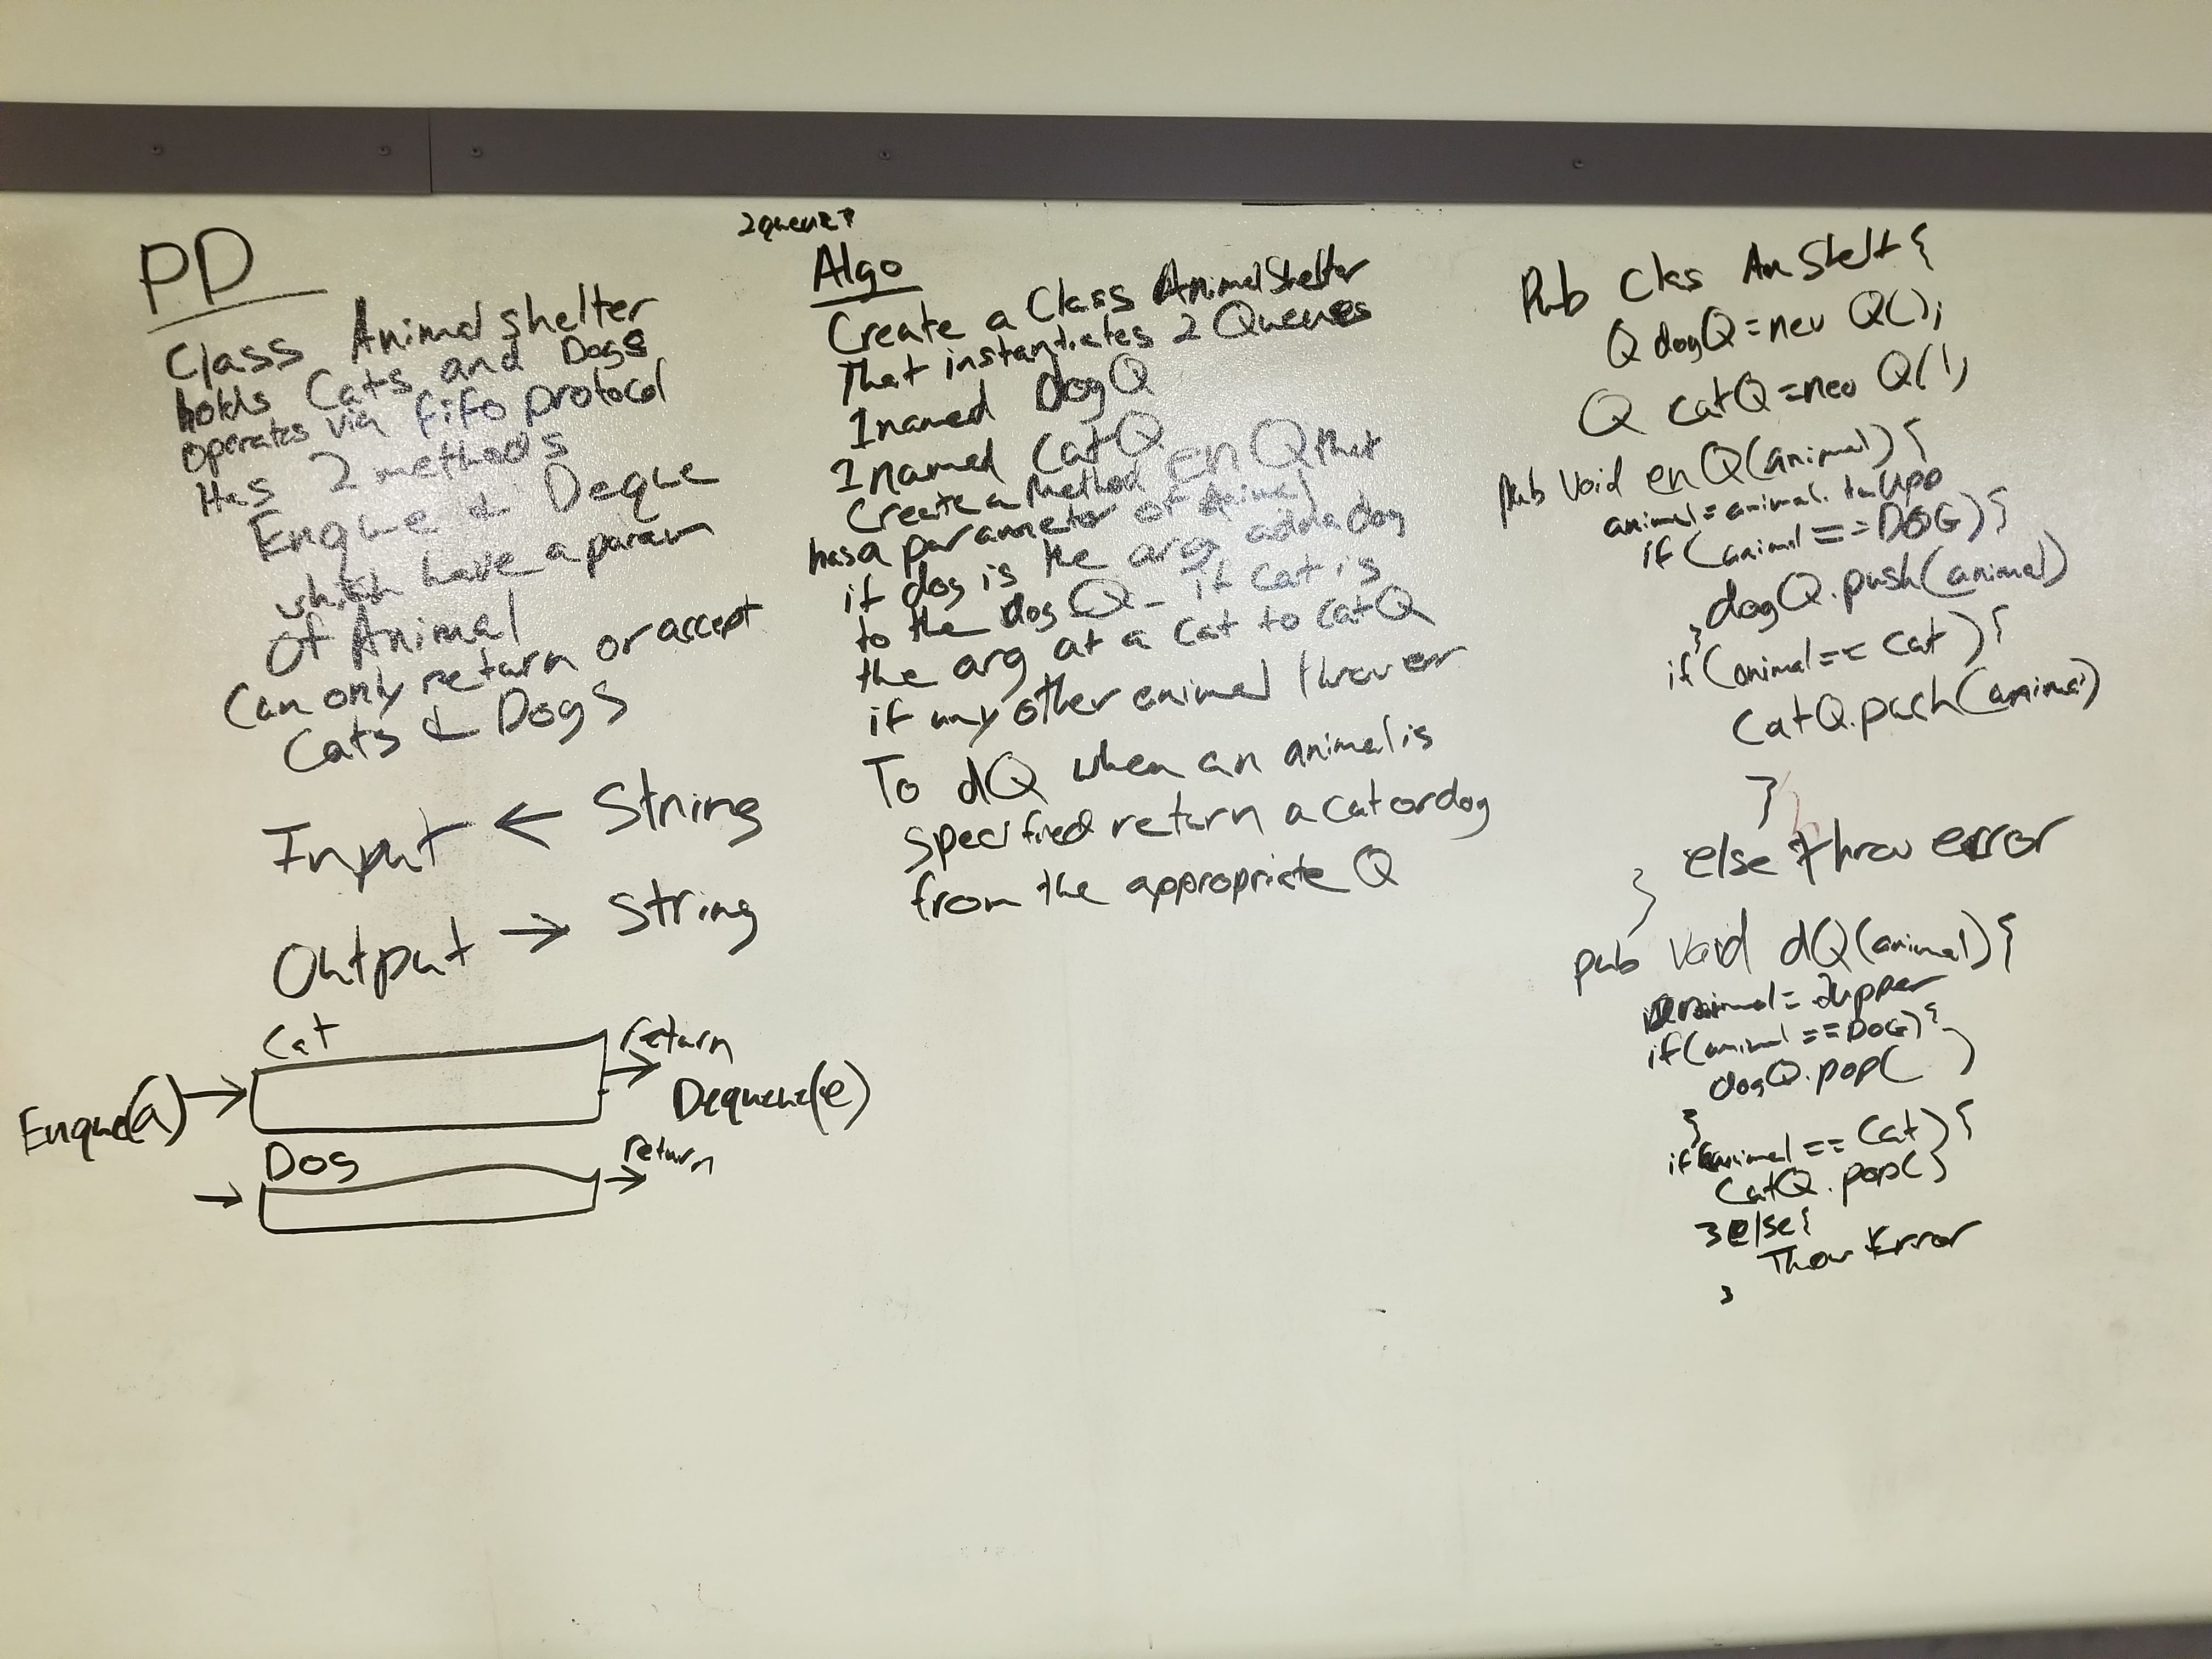 PD
Class Animal shelter
holds Cats and Dogs
operates via fifo protocol
Has 2 methods
Enque & Deque
which have a param
of Animal
Can only return or accept
Cats & Dogs
Input ← String
Output → String
Cat
Enque(a) →
return
Dequeue(e)
Dog
return
2 queue?
Algo
Create a Class AnimalShelter
That instantiates 2 Queues
1 named dogQ
1 named CatQ
Create a Method enQ that
has a parameter of Animal
if dog is the arg add a dog
to the dogQ - if cat is
the arg at a cat to catQ
if any other animal throw err
To dQ when an animal is
specified return a cat or dog
from the appropriate Q
Pub Clas An Shelt {
Q dogQ = new Q();
Q catQ = new Q();
pub Void enQ(animal) {
animal = animal.
if (animal == DOG) {
dogQ.push(animal)
}
if (animal == Cat) {
CatQ.push(animal)
}
else throw error
}
pub Void dQ(animal) {
animal = 2upper
if (animal == DOG) {
dogQ.pop( )
}
if (animal == Cat) {
CatQ.pop()
} else {
Throw Error
}